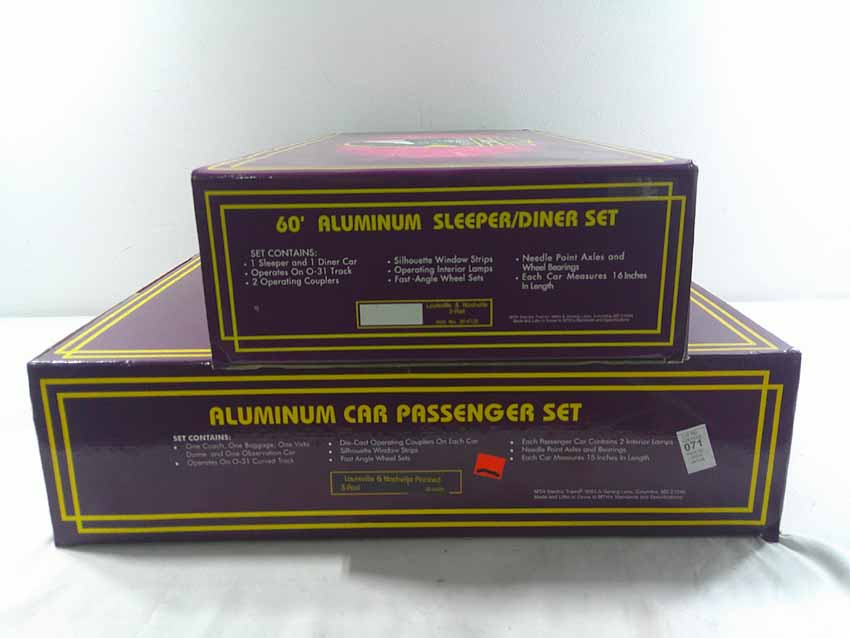 60' ALUMINUM SLEEPER/DINER SET
SET CONTAINS:
• 1 Sleeper and 1 Diner Car
• Operates On O-31 Track
• 2 Operating Couplers
• Silhouette Window Strips
• Operating Interior Lamps
• Fast-Angle Wheel Sets
• Needle Point Axles and
Wheel Bearings
• Each Car Measures 16 Inches
In Length
Louisville & Nashville
3-Rail
ALUMINUM CAR PASSENGER SET
SET CONTAINS:
• One Coach, One Baggage, One Vista
Dome and One Observation Car
• Operates On O-31 Curved Track
• Die-Cast Operating Couplers On Each Car
• Silhouette Window Strips
• Fast Angle Wheel Sets
• Each Passenger Car Contains 2 Interior Lamps
• Needle Point Axles and Bearings
• Each Car Measures 15 Inches In Length
Louisville & Nashville Painted
3-Rail
071